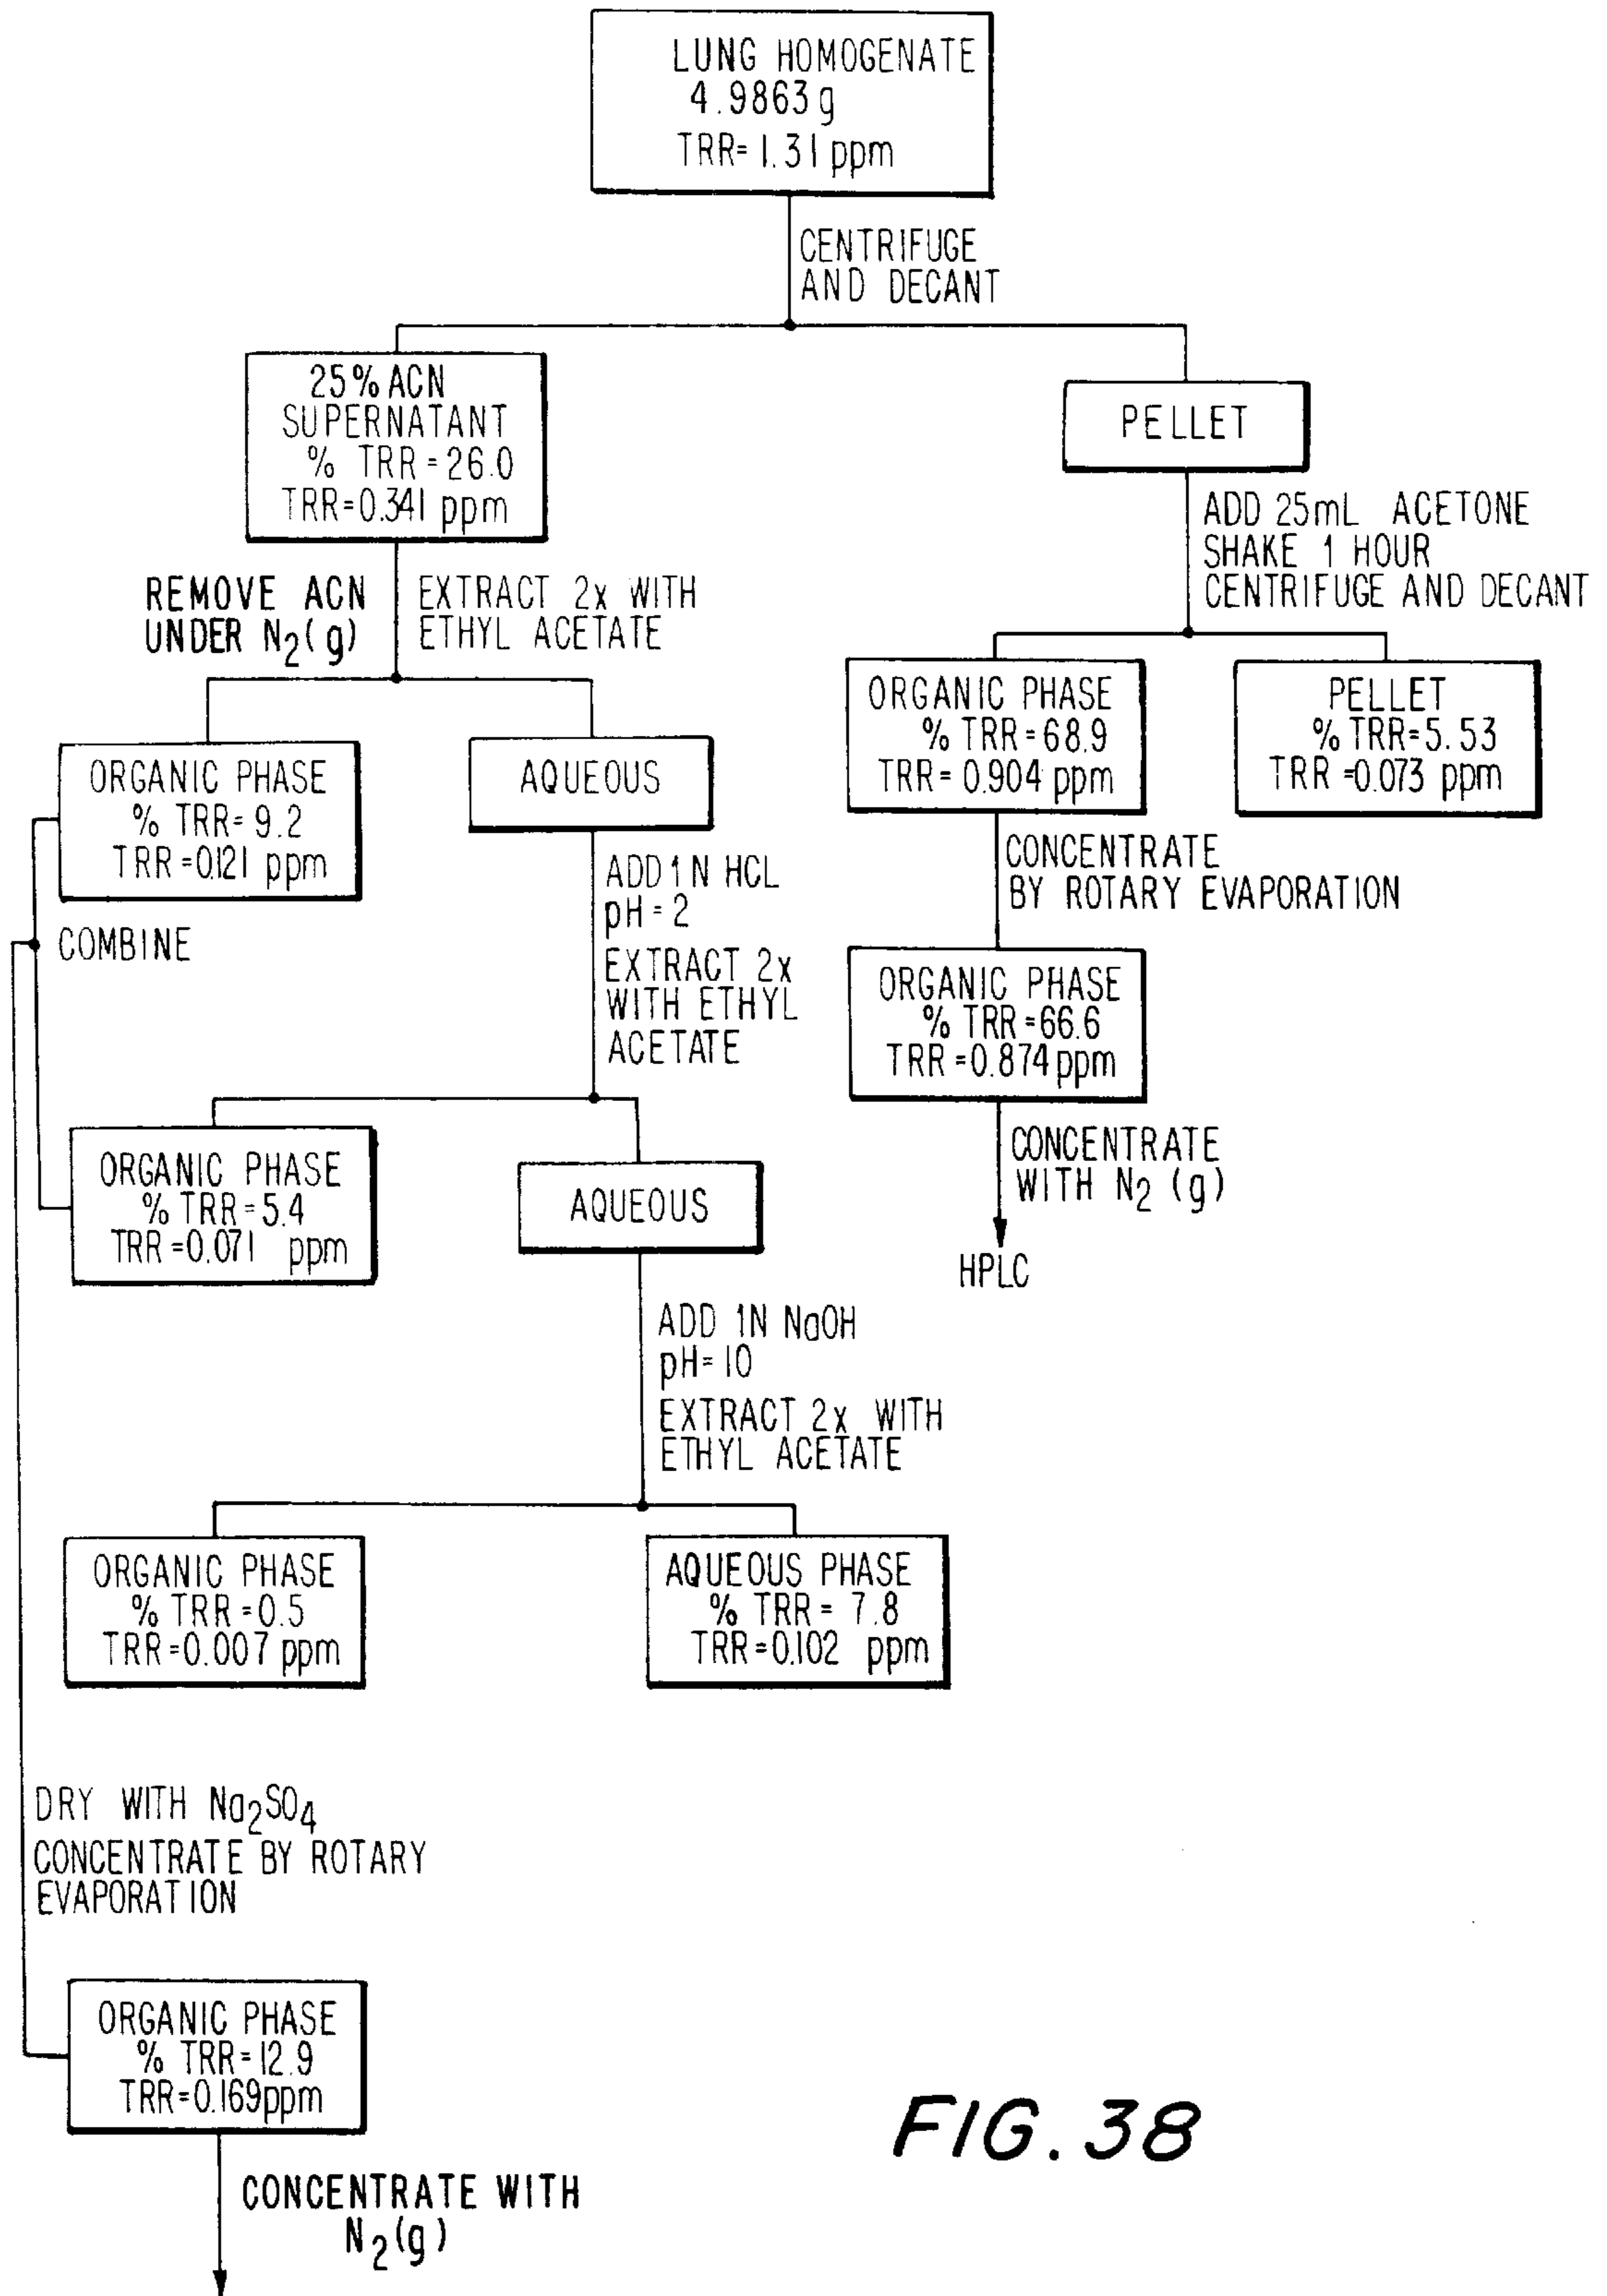 LUNG HOMOGENATE
4.9863 g
TRR= 1.31 ppm
CENTRIFUGE
AND DECANT
25% ACN
SUPERNATANT
% TRR = 26.0
TRR=0.341 ppm
PELLET
ADD 25mL ACETONE
SHAKE 1 HOUR
CENTRIFUGE AND DECANT
REMOVE ACN
UNDER N2(g)
EXTRACT 2x WITH
ETHYL ACETATE
ORGANIC PHASE
% TRR=68.9
TRR= 0.904 ppm
PELLET
% TRR=5.53
TRR =0.073 ppm
ORGANIC PHASE
% TRR= 9.2
TRR =0.121 ppm
AQUEOUS
CONCENTRATE
BY ROTARY EVAPORATION
COMBINE
ADD 1N HCL
pH = 2
EXTRACT 2x
WITH ETHYL
ACETATE
ORGANIC PHASE
% TRR =66.6
TRR =0.874 ppm
CONCENTRATE
WITH N2 (g)
HPLC
ORGANIC PHASE
% TRR=5.4
TRR =0.071 ppm
AQUEOUS
ADD 1N NaOH
pH=10
EXTRACT 2x WITH
ETHYL ACETATE
ORGANIC PHASE
% TRR =0.5
TRR=0.007 ppm
AQUEOUS PHASE
% TRR = 7.8
TRR=0.102 ppm
DRY WITH Na2SO4
CONCENTRATE BY ROTARY
EVAPORATION
ORGANIC PHASE
% TRR=12.9
TRR=0.169ppm
CONCENTRATE WITH
N2(g)
FIG. 38